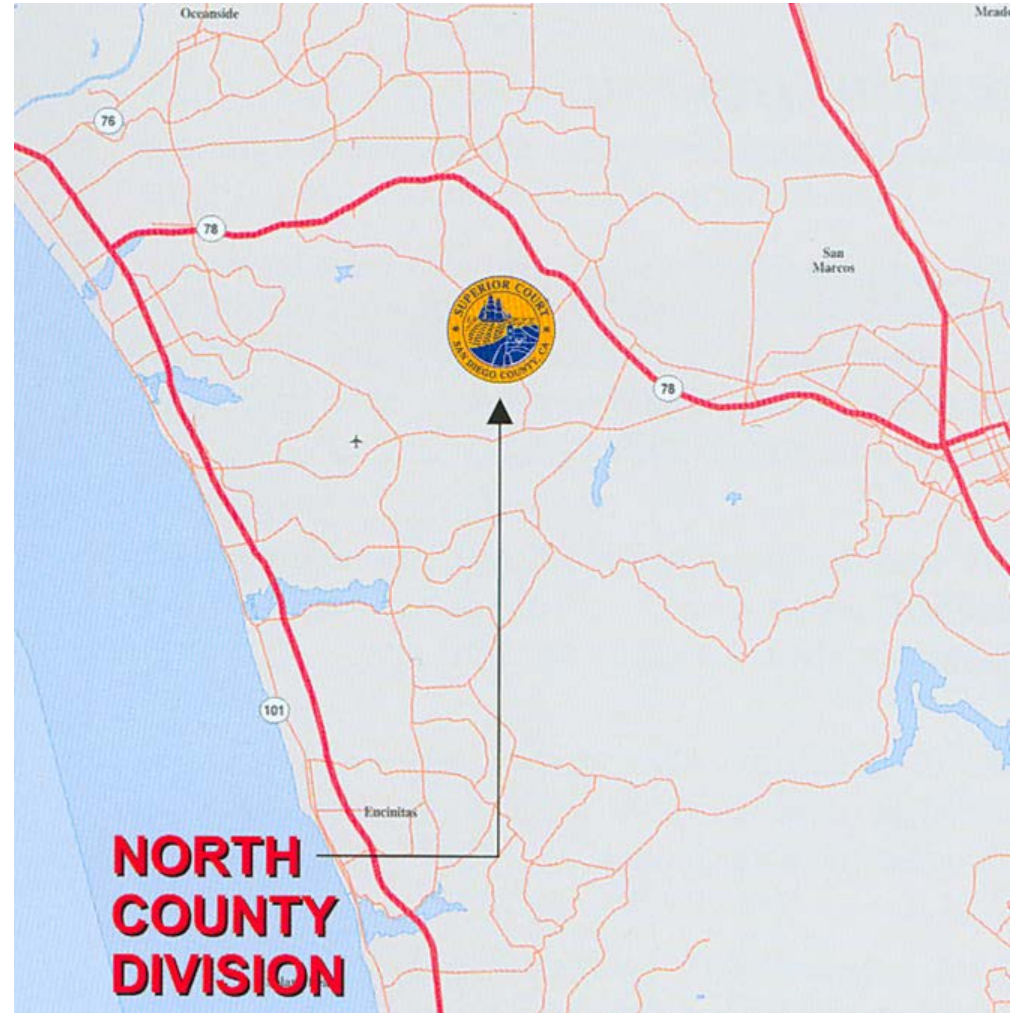 Oceanside
76
78
San
Marcos
SUPERIOR COURT
SAN DIEGO COUNTY, CA
78
101
Encinitas
NORTH
COUNTY
DIVISION